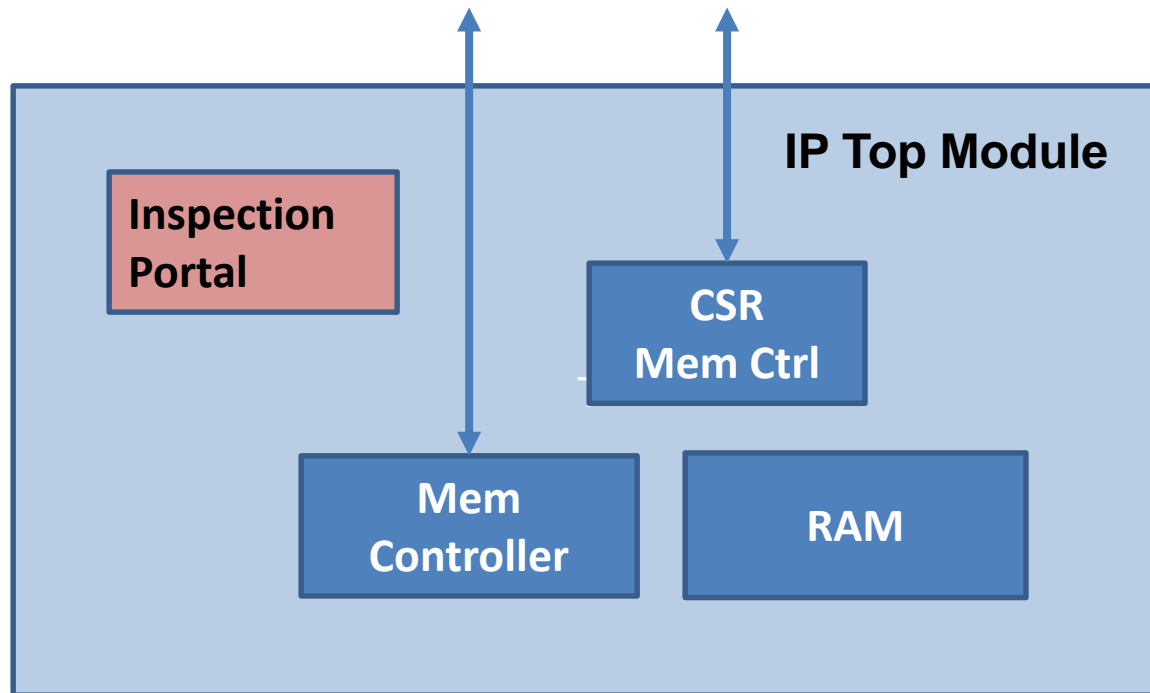 IP Top Module
Inspection
Portal
CSR
Mem Ctrl
Mem
Controller
RAM